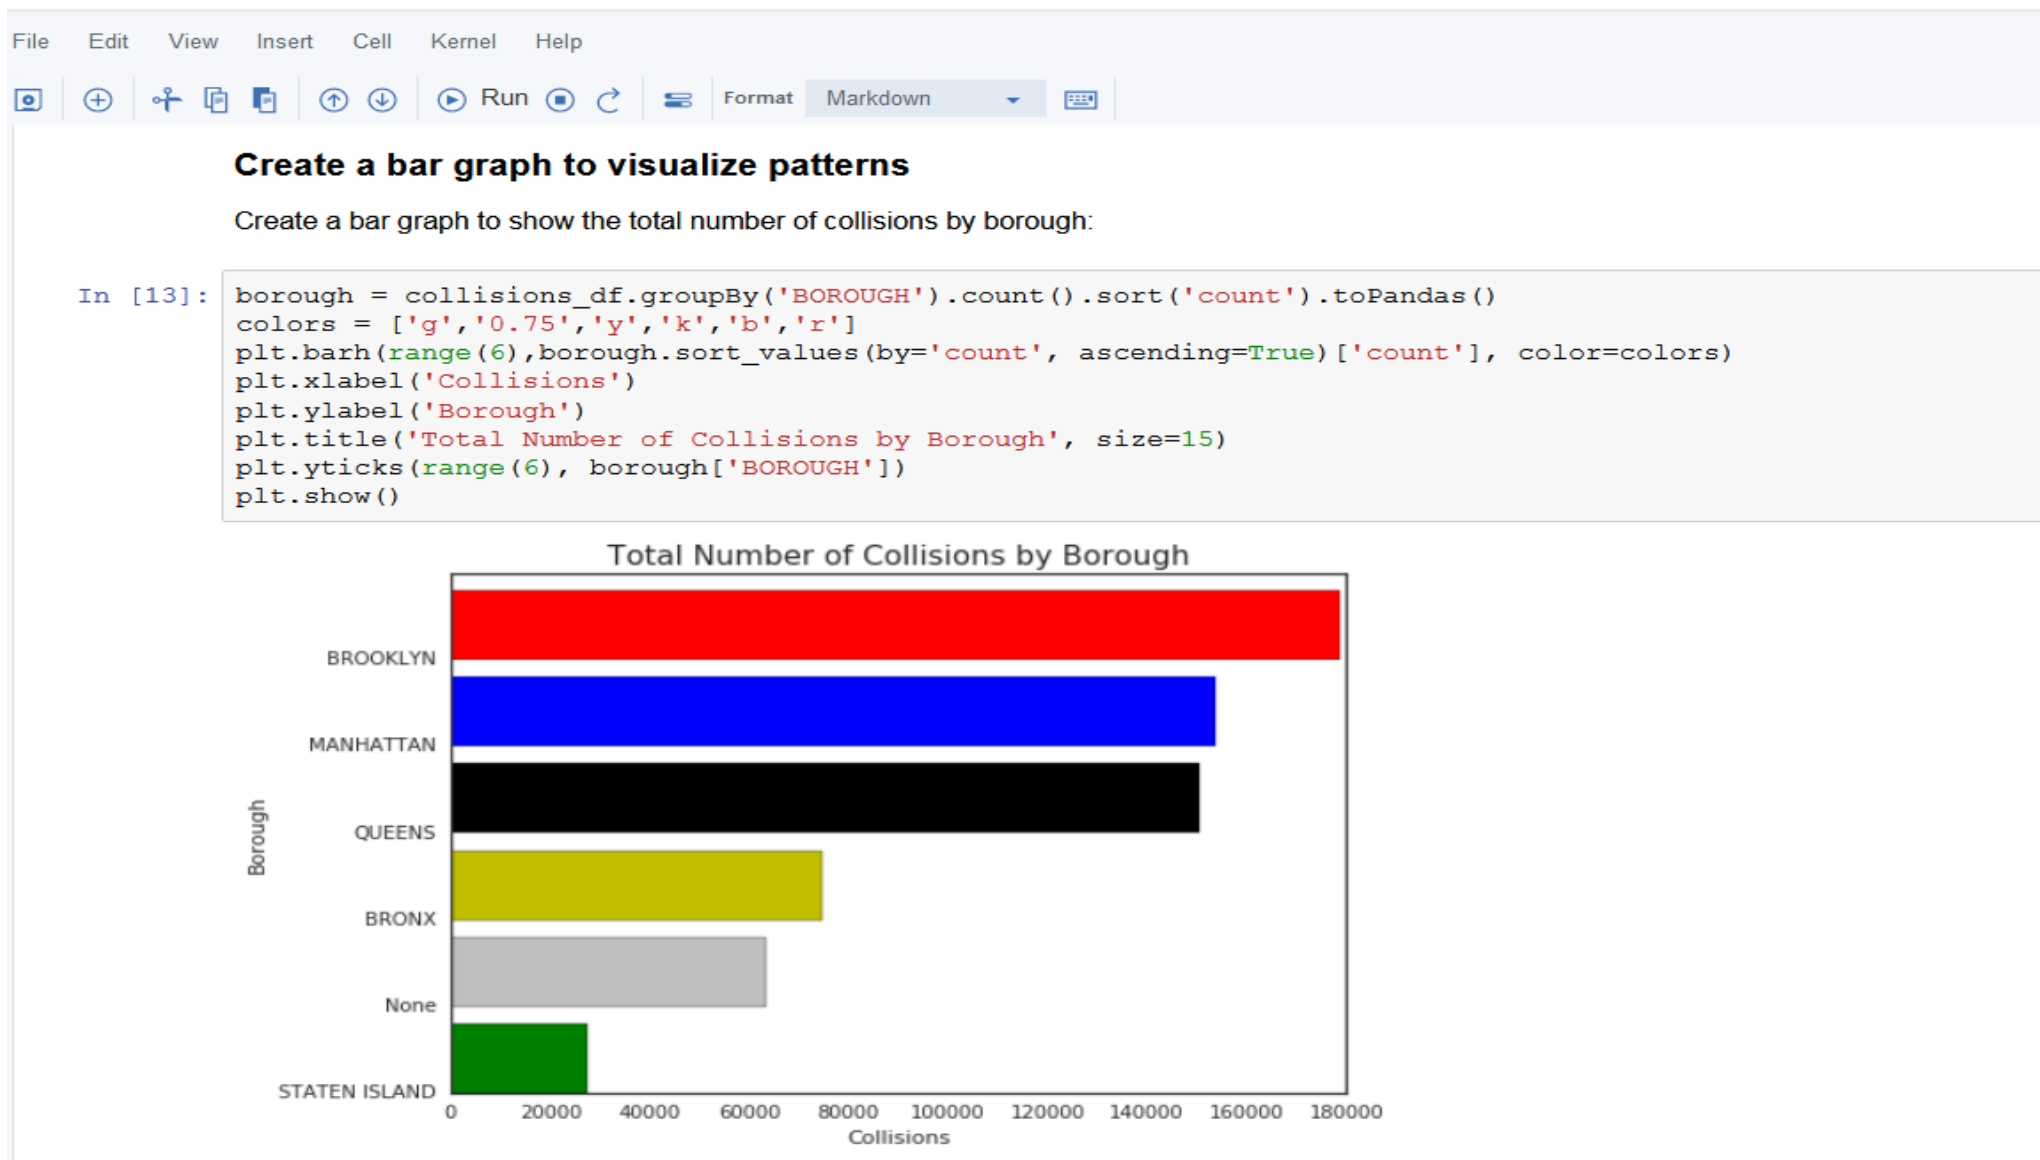 File Edit View Insert Cell Kernel Help
Run Format Markdown
Create a bar graph to visualize patterns
Create a bar graph to show the total number of collisions by borough:
In [13]: borough = collisions_df.groupBy('BOROUGH').count().sort('count').toPandas()
colors = ['g','0.75','y','k','b','r']
plt.barh(range(6),borough.sort_values(by='count', ascending=True)['count'], color=colors)
plt.xlabel('Collisions')
plt.ylabel('Borough')
plt.title('Total Number of Collisions by Borough', size=15)
plt.yticks(range(6), borough['BOROUGH'])
plt.show()
Total Number of Collisions by Borough
BROOKLYN
MANHATTAN
QUEENS
Borough
BRONX
None
STATEN ISLAND
0 20000 40000 60000 80000 100000 120000 140000 160000 180000
Collisions